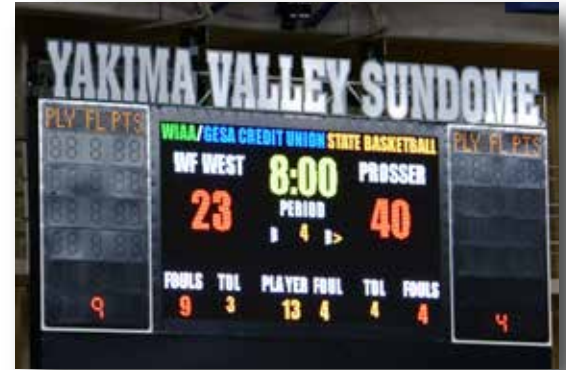 YAKIMA VALLEY SUNDOME
PLY FL PTS
WIAA/GESA CREDIT UNION STATE BASKETBALL
PLY FL PTS
WF WEST 8:00 PROSSER
23 PERIOD 40
B 4 B>
FOULS TOL PLAYER FOUL TOL FOULS
9 3 13 4 4 4
9 4